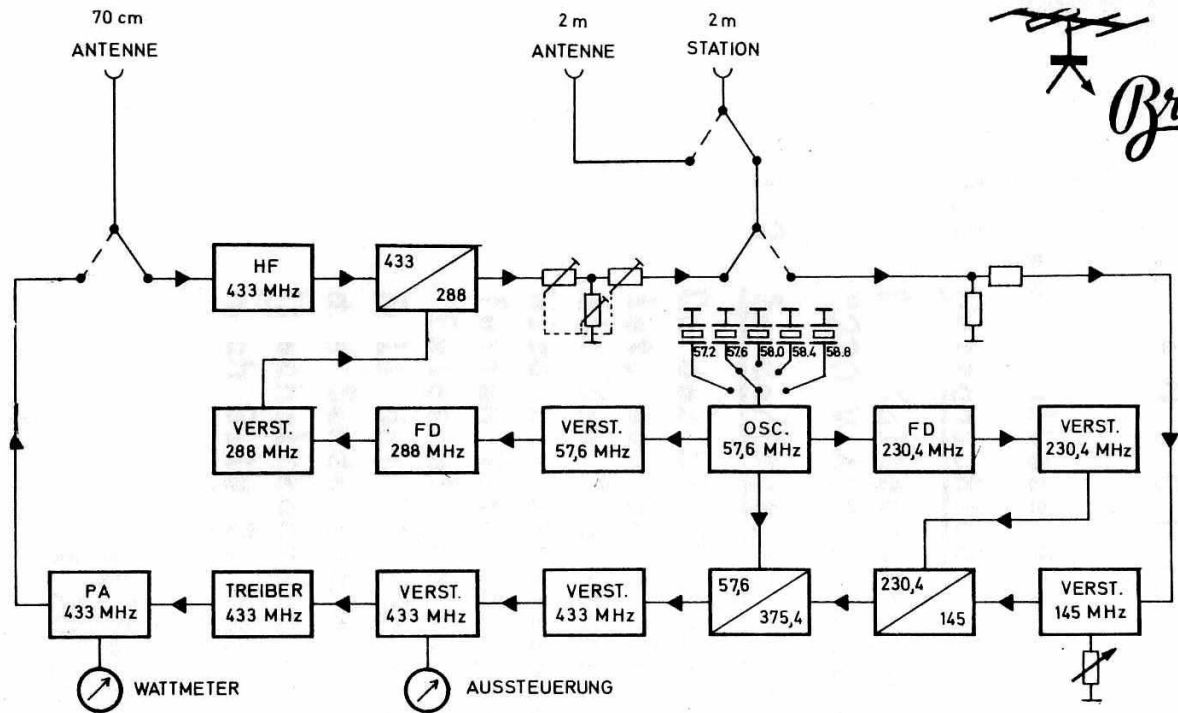 70 cm
ANTENNE
2 m
ANTENNE
2 m
STATION
HF
433 MHz
433
288
57.2
57.6
58.0
58.4
58.8
VERST.
288 MHz
FD
288 MHz
VERST.
57,6 MHz
OSC.
57,6 MHz
FD
230,4 MHz
VERST.
230,4 MHz
PA
433 MHz
TREIBER
433 MHz
VERST.
433 MHz
VERST.
433 MHz
57,6
375,4
230,4
145
VERST.
145 MHz
WATTMETER
AUSSTEUERUNG